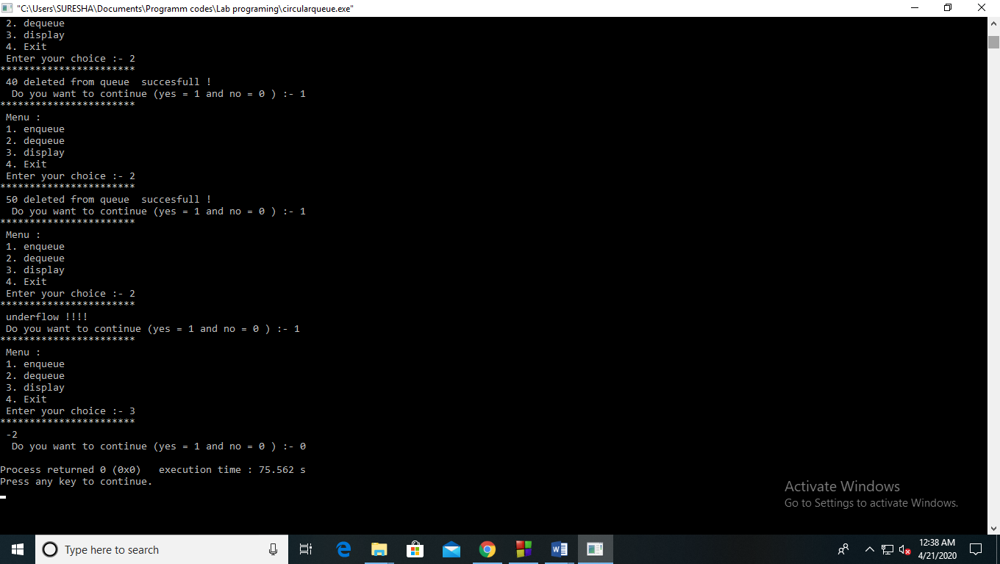 "C:\Users\SURESHA\Documents\Programm codes\Lab programing\circularqueue.exe"
2. dequeue
3. display
4. Exit
Enter your choice :- 2
***********************
40 deleted from queue  succesfull !
Do you want to continue (yes = 1 and no = 0 ) :- 1
***********************
Menu :
1. enqueue
2. dequeue
3. display
4. Exit
Enter your choice :- 2
***********************
50 deleted from queue  succesfull !
Do you want to continue (yes = 1 and no = 0 ) :- 1
***********************
Menu :
1. enqueue
2. dequeue
3. display
4. Exit
Enter your choice :- 2
***********************
underflow !!!!
Do you want to continue (yes = 1 and no = 0 ) :- 1
***********************
Menu :
1. enqueue
2. dequeue
3. display
4. Exit
Enter your choice :- 3
***********************
-2
Do you want to continue (yes = 1 and no = 0 ) :- 0
Process returned 0 (0x0)   execution time : 75.562 s
Press any key to continue.
Activate Windows
Go to Settings to activate Windows.
Type here to search
12:38 AM
4/21/2020